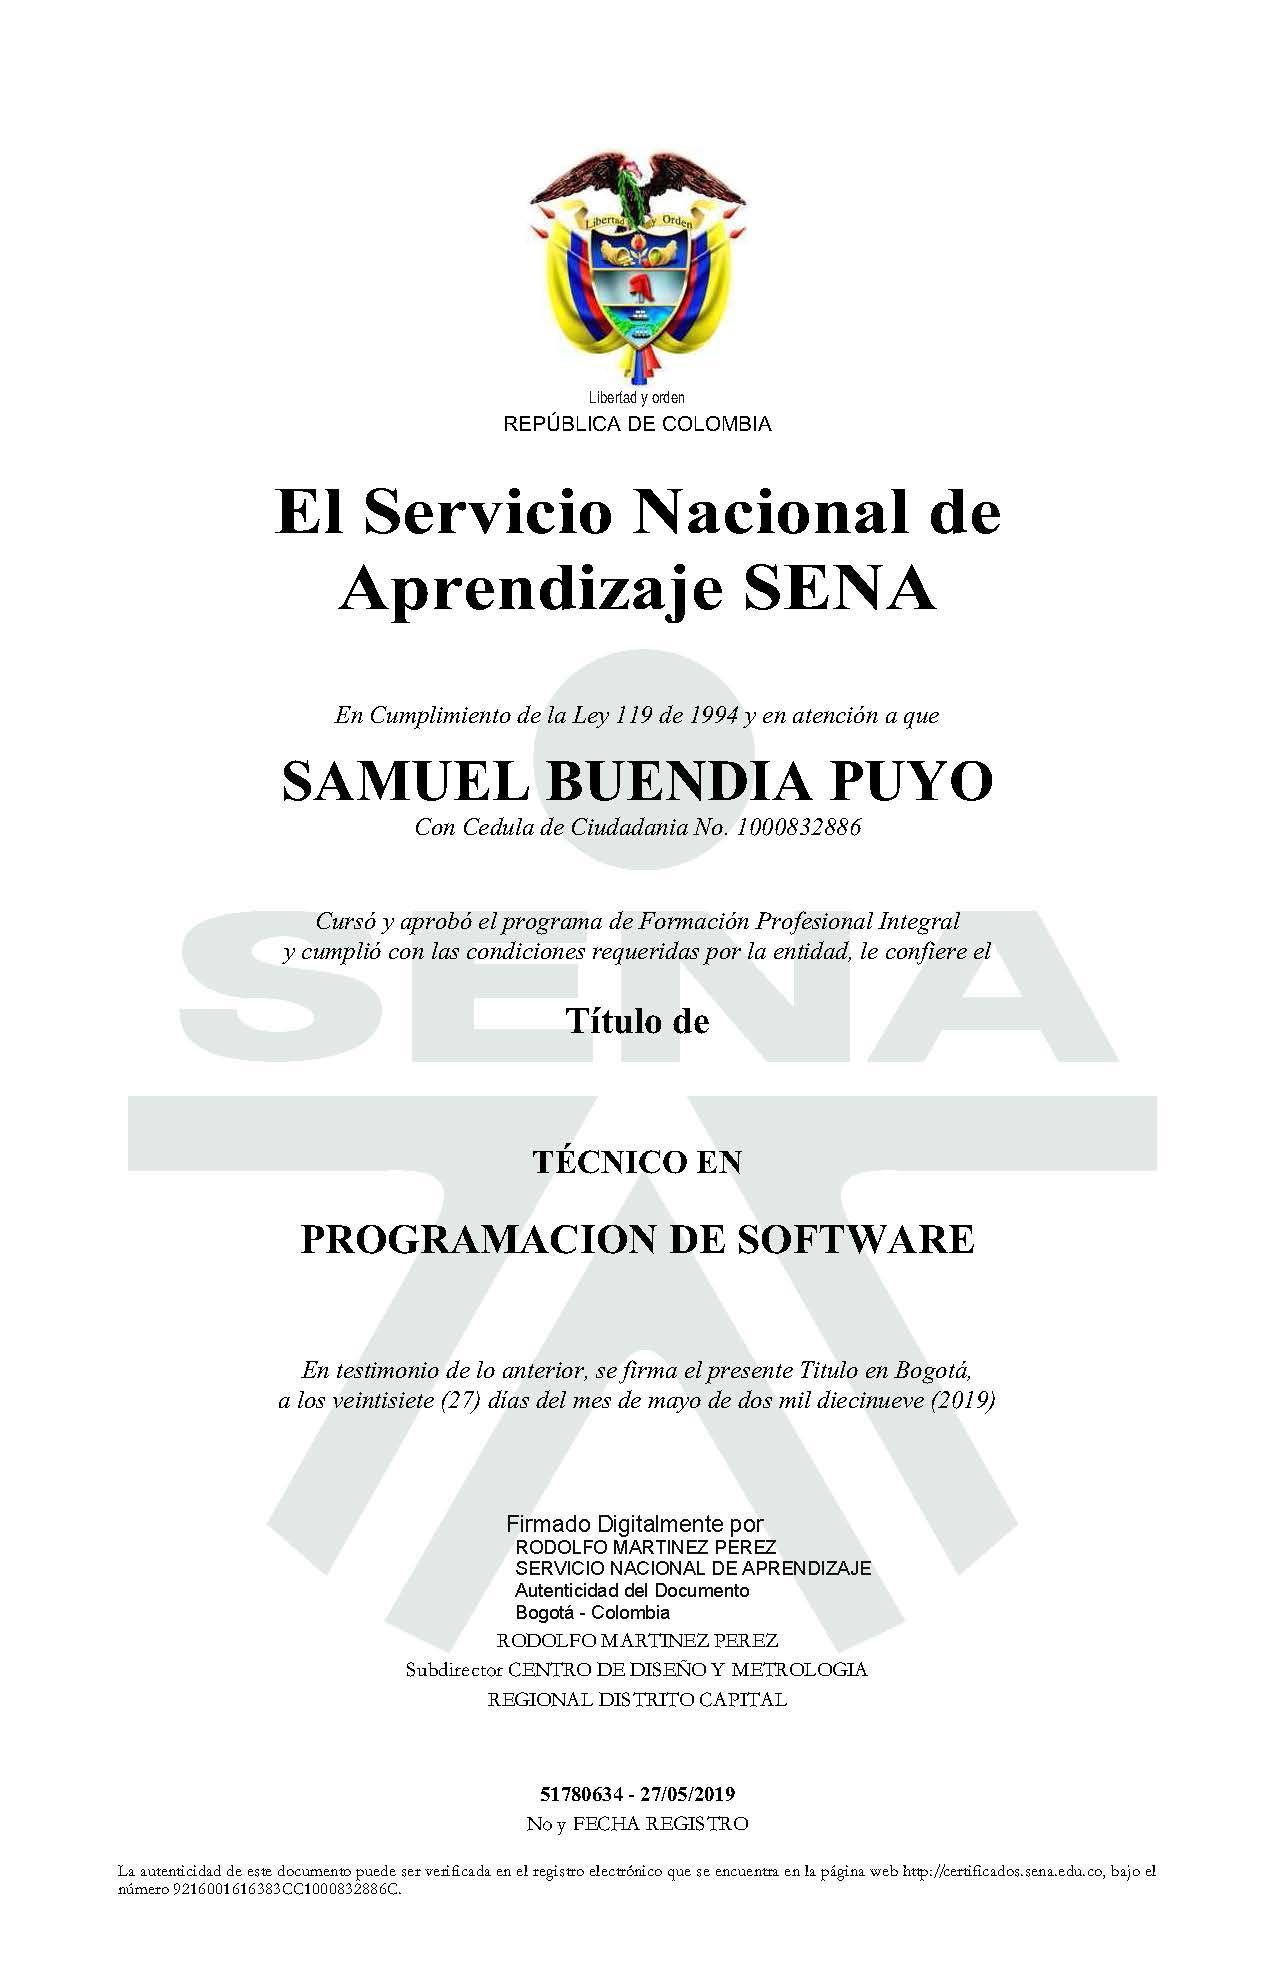 Libertad y Orden
Libertad y orden
REPÚBLICA DE COLOMBIA
El Servicio Nacional de
Aprendizaje SENA
En Cumplimiento de la Ley 119 de 1994 y en atención a que
SAMUEL BUENDIA PUYO
Con Cedula de Ciudadania No. 1000832886
Cursó y aprobó el programa de Formación Profesional Integral
y cumplió con las condiciones requeridas por la entidad, le confiere el
SENA
Título de
TÉCNICO EN
PROGRAMACION DE SOFTWARE
En testimonio de lo anterior, se firma el presente Titulo en Bogotá,
a los veintisiete (27) días del mes de mayo de dos mil diecinueve (2019)
Firmado Digitalmente por
RODOLFO MARTINEZ PEREZ
SERVICIO NACIONAL DE APRENDIZAJE
Autenticidad del Documento
Bogotá - Colombia
RODOLFO MARTINEZ PEREZ
Subdirector CENTRO DE DISEÑO Y METROLOGIA
REGIONAL DISTRITO CAPITAL
51780634 - 27/05/2019
No y FECHA REGISTRO
La autenticidad de este documento puede ser verificada en el registro electrónico que se encuentra en la página web http://certificados.sena.edu.co, bajo el
número 9216001616383CC1000832886C.